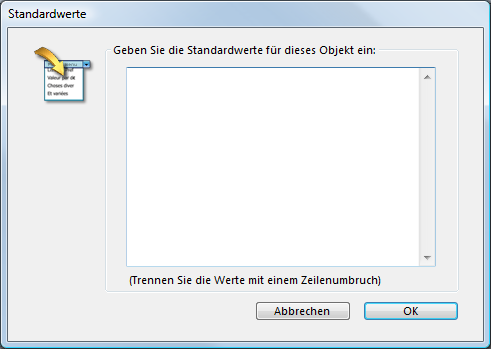 Standardwerte
Geben Sie die Standardwerte für dieses Objekt ein:
Valeur par dé
Choses diver
Et variées
(Trennen Sie die Werte mit einem Zeilenumbruch)
Abbrechen
OK